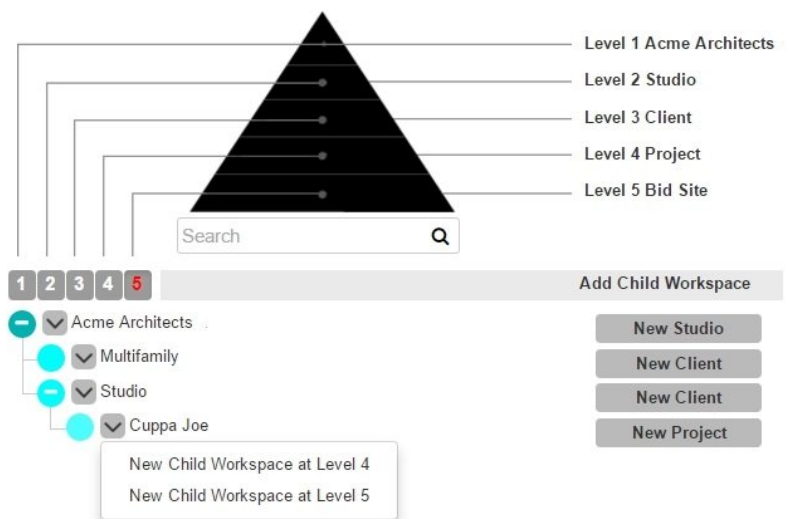 Level 1 Acme Architects
Level 2 Studio
Level 3 Client
Level 4 Project
Level 5 Bid Site
Search
1 2 3 4 5 Add Child Workspace
Acme Architects New Studio
Multifamily New Client
Studio New Client
Cuppa Joe New Project
New Child Workspace at Level 4
New Child Workspace at Level 5